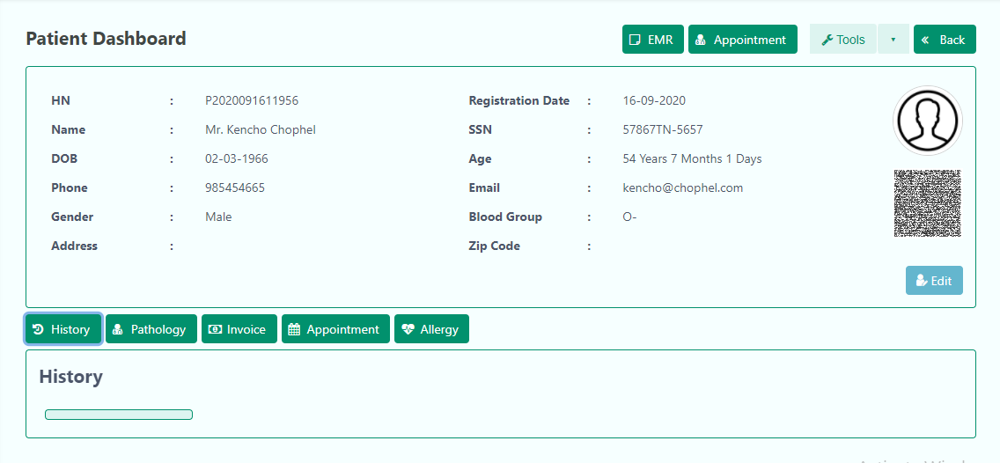 Patient Dashboard
EMR
Appointment
Tools
Back
HN : P2020091611956
Registration Date : 16-09-2020
Name : Mr. Kencho Chophel
SSN : 57867TN-5657
DOB : 02-03-1966
Age : 54 Years 7 Months 1 Days
Phone : 985454665
Email : kencho@chophel.com
Gender : Male
Blood Group : O-
Address :
Zip Code :
Edit
History
Pathology
Invoice
Appointment
Allergy
History